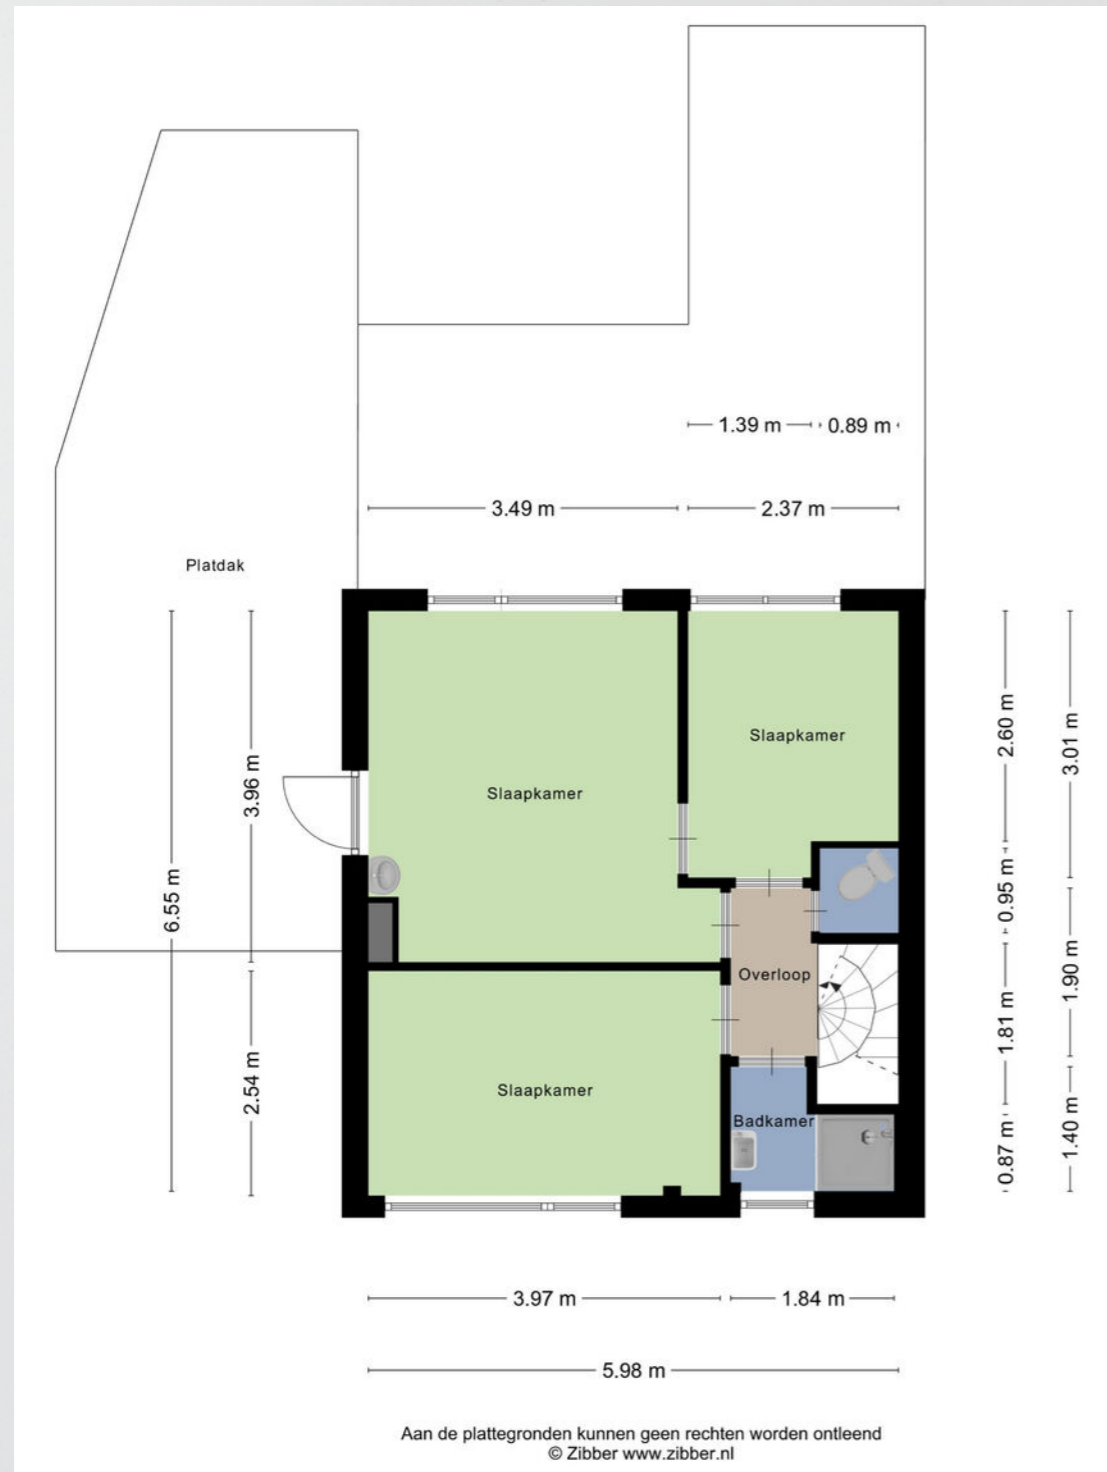 1.39 m
0.89 m
3.49 m
2.37 m
Platdak
2.60 m
3.01 m
Slaapkamer
3.96 m
Slaapkamer
6.55 m
0.95 m
Overloop
1.90 m
1.81 m
2.54 m
Slaapkamer
Badkamer
1.40 m
0.87 m
3.97 m
1.84 m
5.98 m
Aan de plattegronden kunnen geen rechten worden ontleend
© Zibber www.zibber.nl